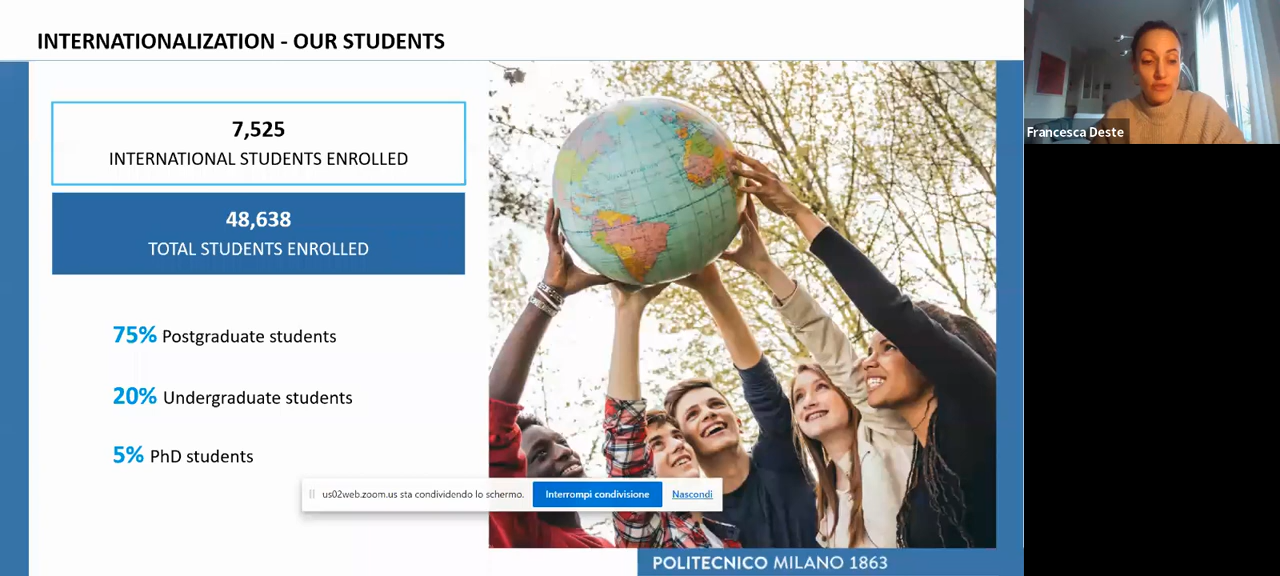 INTERNATIONALIZATION - OUR STUDENTS
7,525
INTERNATIONAL STUDENTS ENROLLED
48,638
TOTAL STUDENTS ENROLLED
75% Postgraduate students
20% Undergraduate students
5% PhD students
us02web.zoom.us sta condividendo lo schermo. Interrompi condivisione Nascondi
POLITECNICO MILANO 1863
Francesca Deste